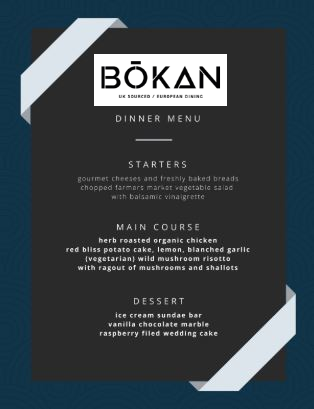 BŌKAN
UK SOURCED / EUROPEAN DINING
DINNER MENU
STARTERS
gourmet cheeses and freshly baked breads
chopped farmers market vegetable salad
with balsamic vinaigrette
MAIN COURSE
herb roasted organic chicken
red bliss potato cake, lemon, blanched garlic
(vegetarian) wild mushroom risotto
with ragout of mushrooms and shallots
DESSERT
ice cream sundae bar
vanilla chocolate marble
raspberry filed wedding cake